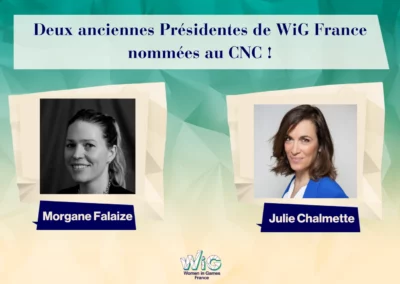 Deux anciennes Présidentes de WiG France
nommées au CNC !
Morgane Falaize
Julie Chalmette
WiG
Women in Games
France